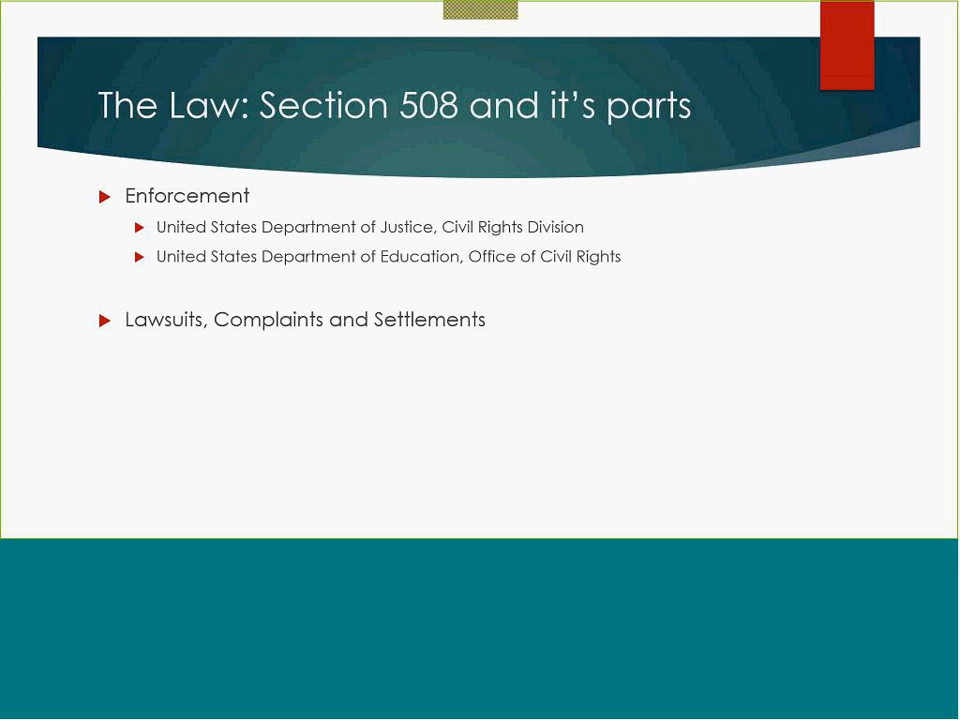 The Law: Section 508 and it’s parts
Enforcement
United States Department of Justice, Civil Rights Division
United States Department of Education, Office of Civil Rights
Lawsuits, Complaints and Settlements